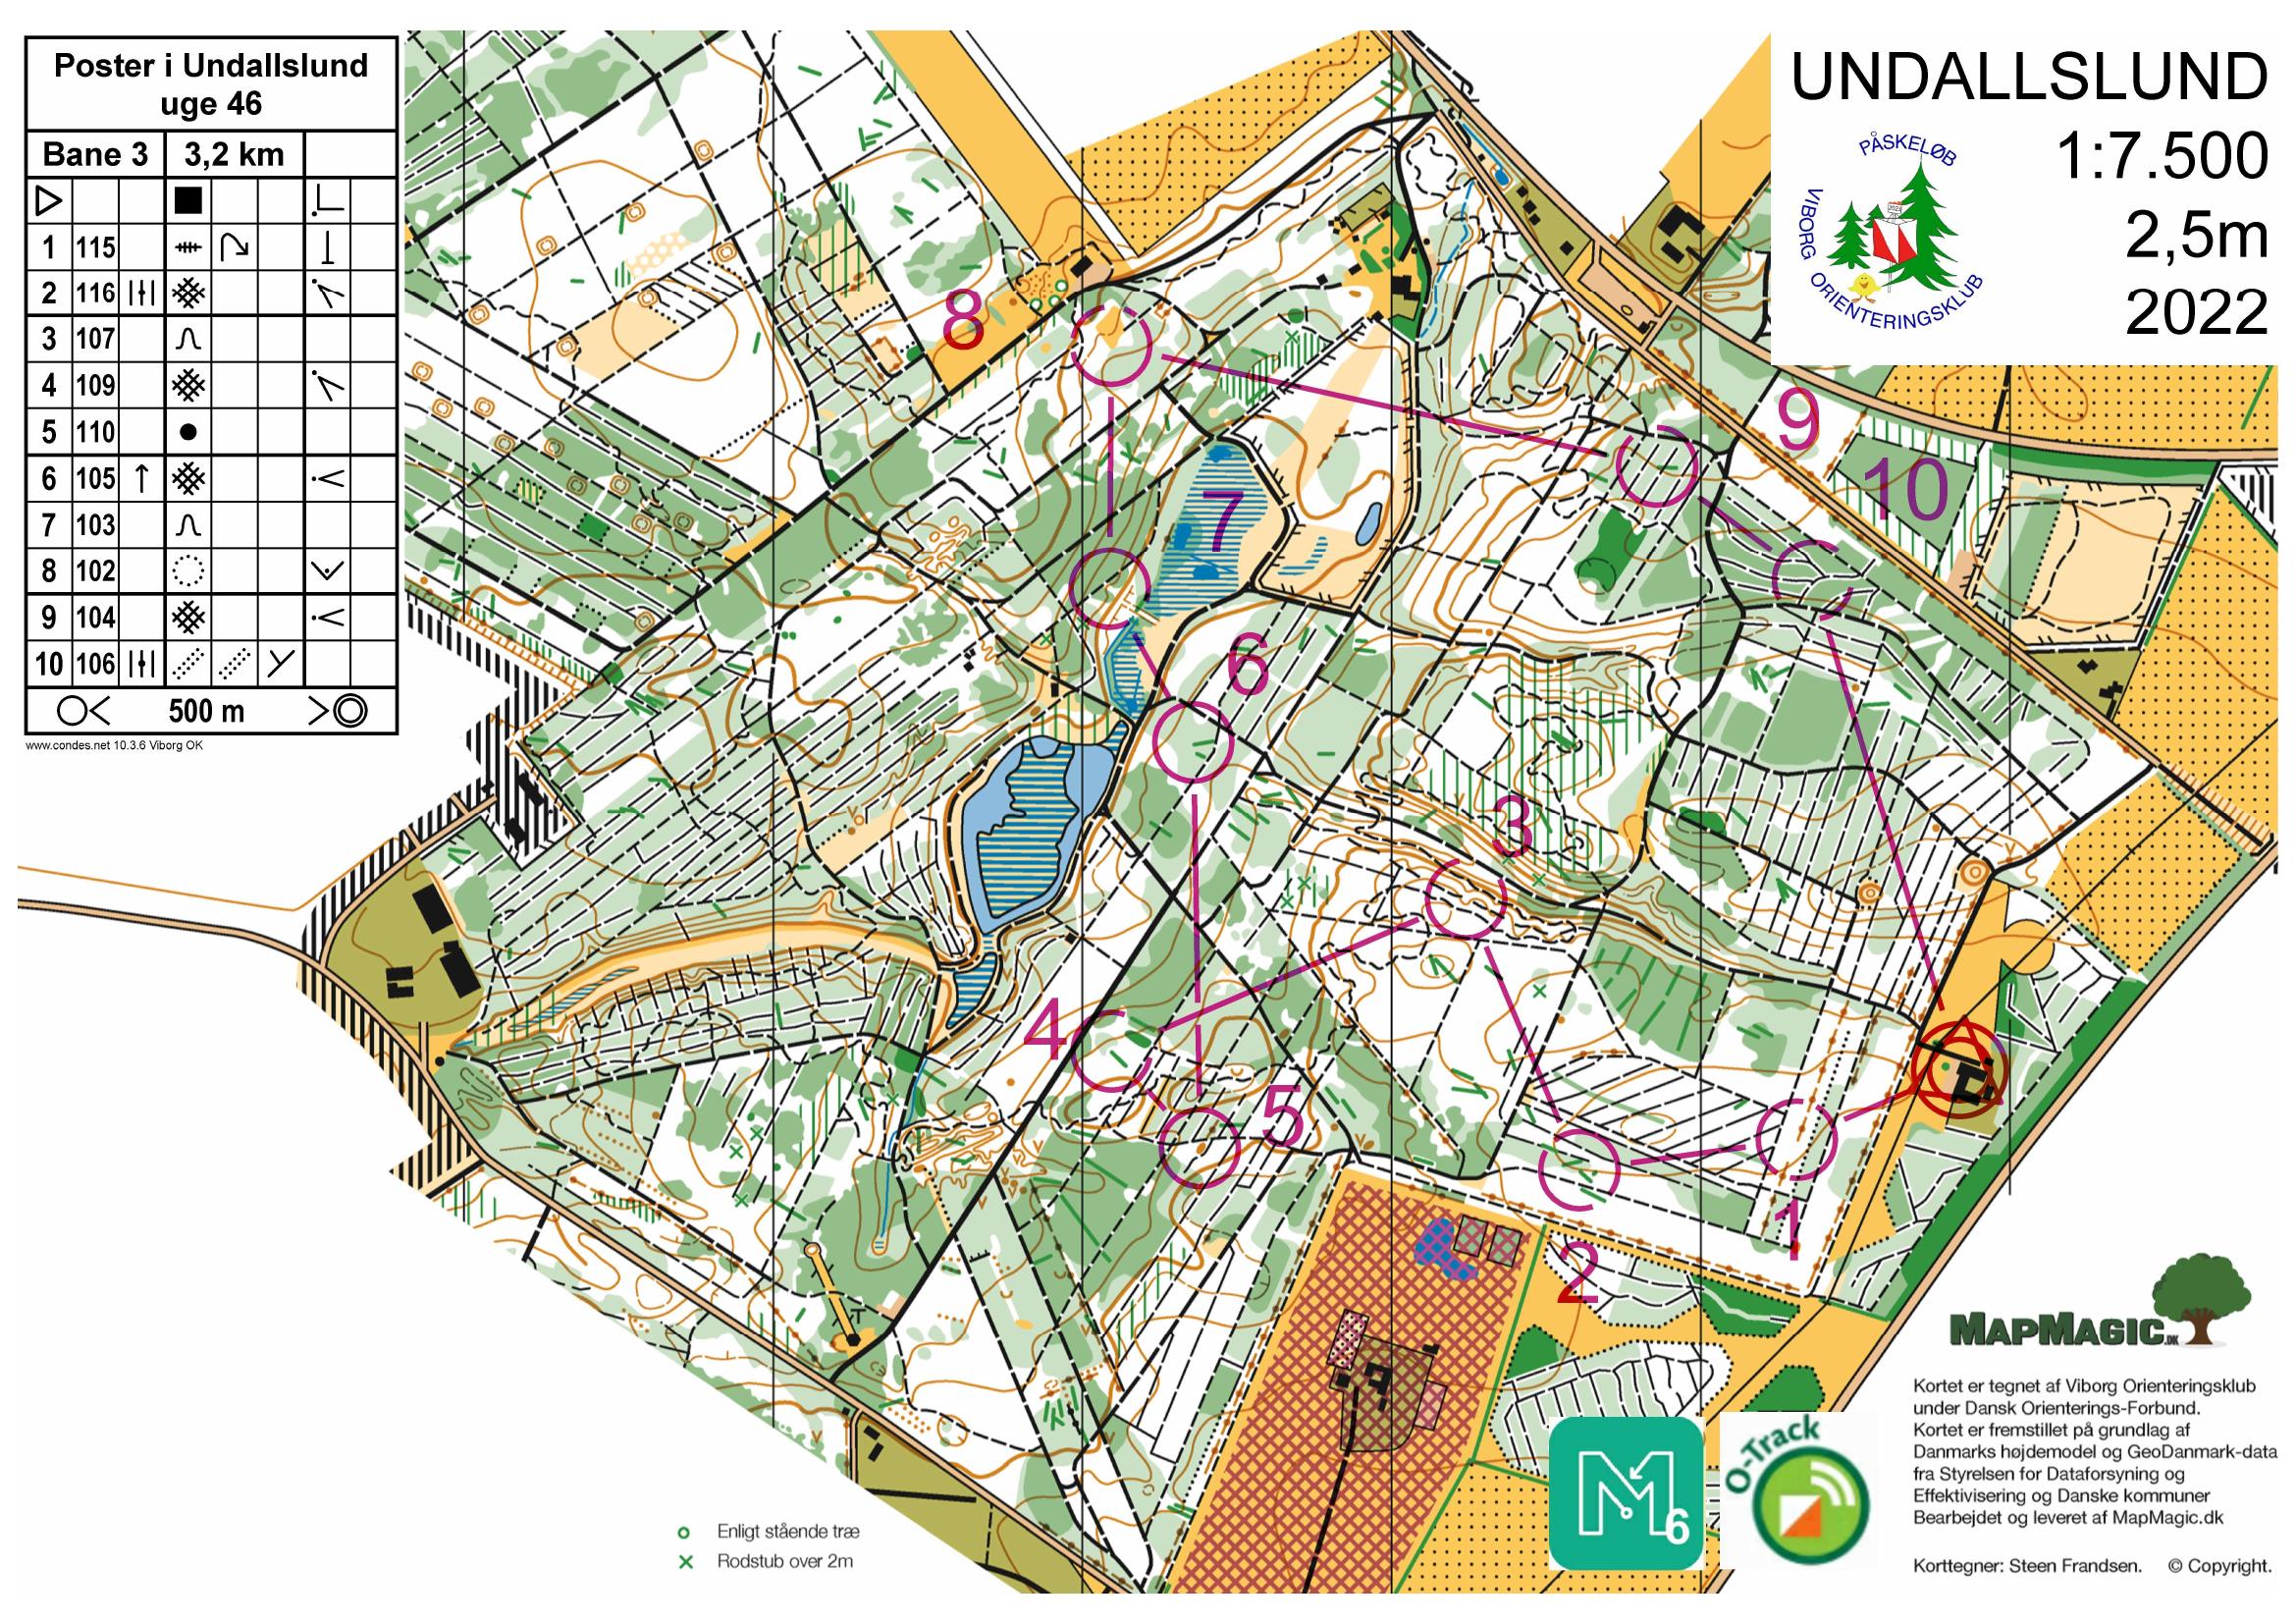 Poster i Undallslund
uge 46
Bane 3 3,2 km
1 115
2 116
3 107
4 109
5 110
6 105
7 103
8 102
9 104
10 106
500 m
www.condes.net 10.3.6 Viborg OK
UNDALLSLUND
1:7.500
2,5m
2022
PÅSKELØB
VIBORG ORIENTERINGSKLUB
8
9
10
7
6
3
4
5
1
2
MAPMAGIC.DK
Kortet er tegnet af Viborg Orienteringsklub
under Dansk Orienterings-Forbund.
Kortet er fremstillet på grundlag af
Danmarks højdemodel og GeoDanmark-data
fra Styrelsen for Dataforsyning og
Effektivisering og Danske kommuner
Bearbejdet og leveret af MapMagic.dk
Korttegner: Steen Frandsen. © Copyright.
M6
O-Track
Enligt stående træ
Rodstub over 2m